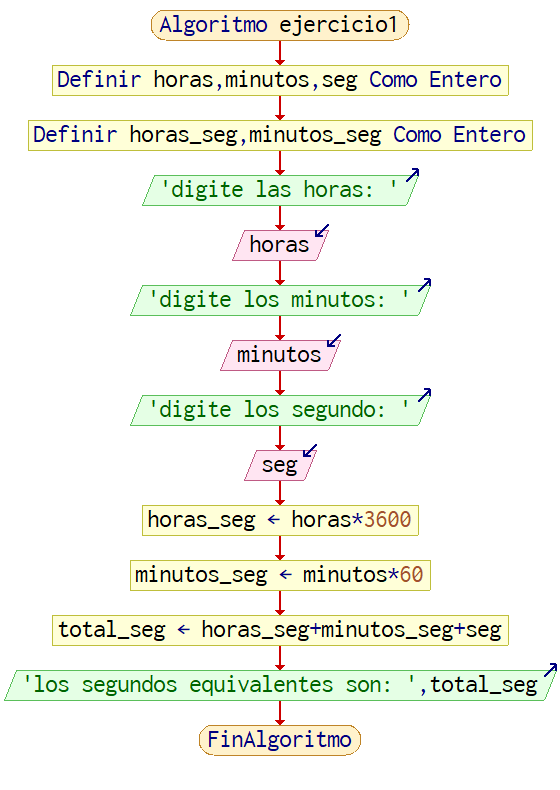 Algoritmo ejercicio1
Definir horas,minutos,seg Como Entero
Definir horas_seg,minutos_seg Como Entero
'digite las horas: '
horas
'digite los minutos: '
minutos
'digite los segundo: '
seg
horas_seg ← horas*3600
minutos_seg ← minutos*60
total_seg ← horas_seg+minutos_seg+seg
'los segundos equivalentes son: ',total_seg
FinAlgoritmo